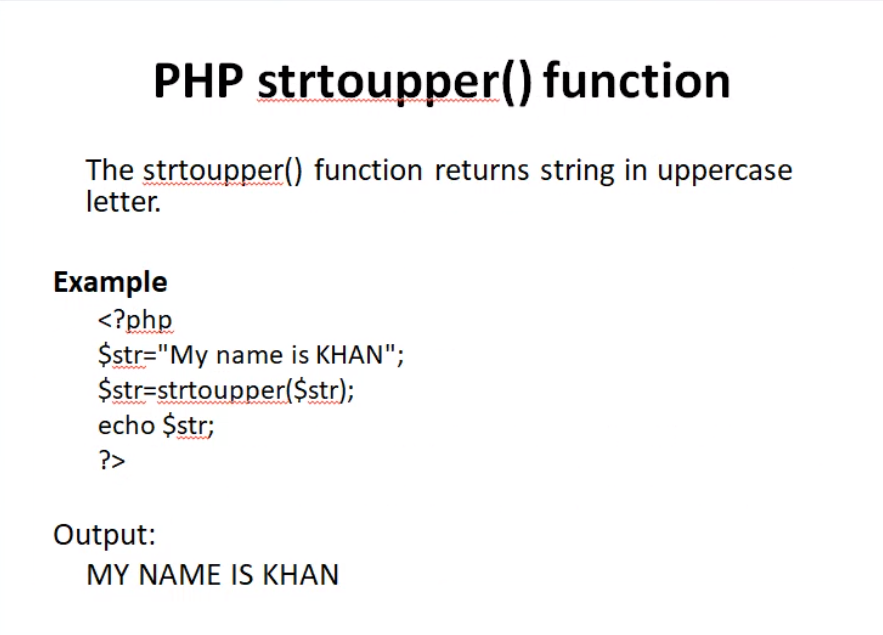 PHP strtoupper() function
The strtoupper() function returns string in uppercase
letter.
Example
<?php
$str="My name is KHAN";
$str=strtoupper($str);
echo $str;
?>
Output:
MY NAME IS KHAN